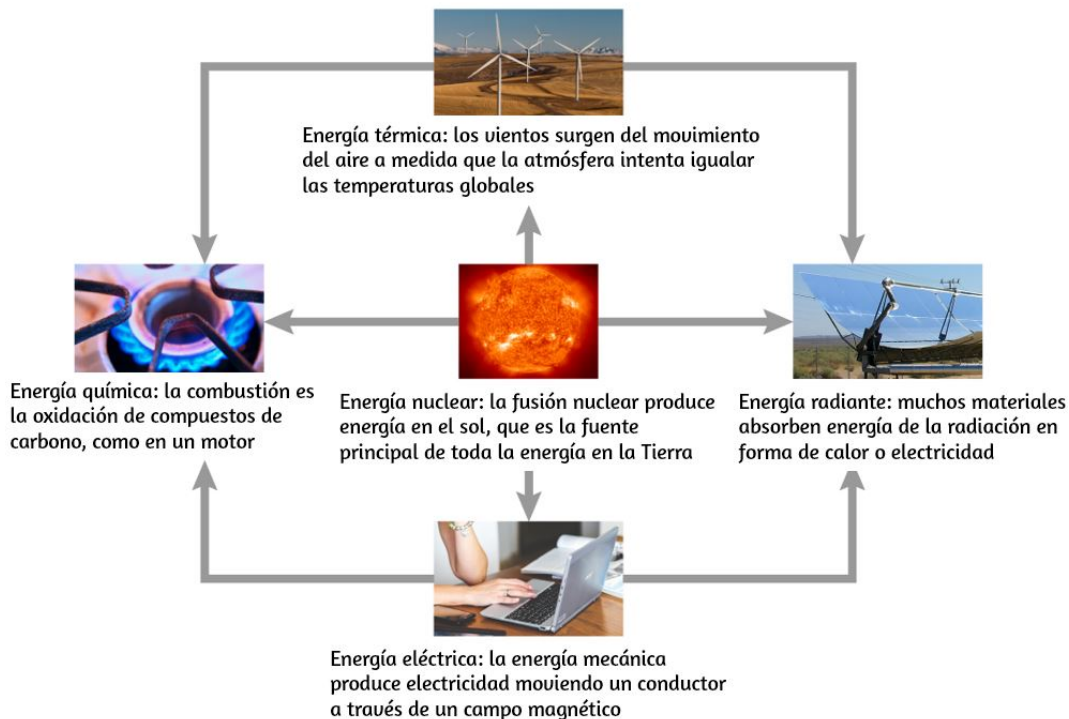 Energía térmica: los vientos surgen del movimiento
del aire a medida que la atmósfera intenta igualar
las temperaturas globales
Energía química: la combustión es
la oxidación de compuestos de
carbono, como en un motor
Energía nuclear: la fusión nuclear produce
energía en el sol, que es la fuente
principal de toda la energía en la Tierra
Energía radiante: muchos materiales
absorben energía de la radiación en
forma de calor o electricidad
Energía eléctrica: la energía mecánica
produce electricidad moviendo un conductor
a través de un campo magnético